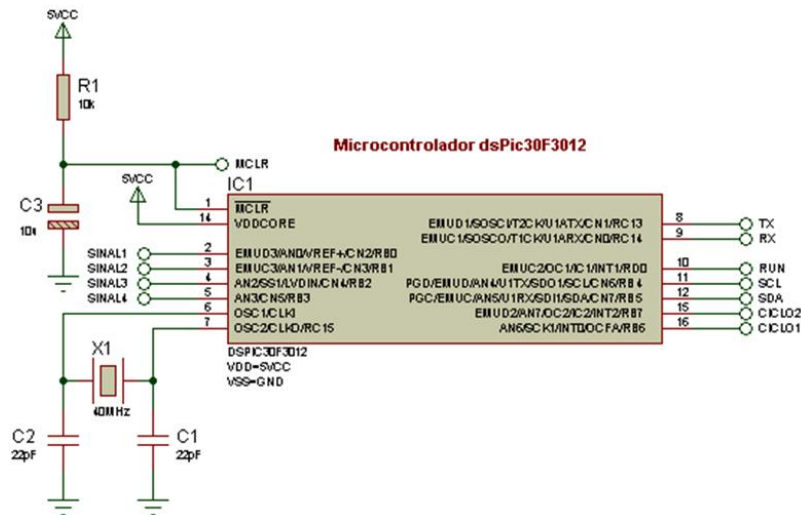 5VCC
R1
10k
Microcontrolador dsPic30F3012
MCLR
5VCC
IC1
C3
10u
1
MCLR
14
VDDCORE
SINAL1
2
EMUD3/AN0/VREF+/CN2/RB0
SINAL2
3
EMUC3/AN1/VREF-/CN3/RB1
SINAL3
4
AN2/SS1/LVDIN/CN4/RB2
SINAL4
5
AN3/CN5/RB3
6
OSC1/CLKI
7
OSC2/CLKO/RC15
EMUD1/SOSCI/T2CK/U1ATX/CN1/RC13
8
TX
EMUC1/SOSCO/T1CK/U1ARX/CN0/RC14
9
RX
EMUC2/OC1/IC1/INT1/RD0
10
RUN
PGD/EMUD/AN4/U1TX/SDO1/SCL/CN6/RB4
11
SCL
PGC/EMUC/AN5/U1RX/SDI1/SDA/CN7/RB5
12
SDA
EMUD2/AN7/OC2/IC2/INT2/RB7
15
CICLO2
AN6/SCK1/INT0/OCFA/RB6
16
CICLO1
DSPIC30F3012
VDD=5VCC
VSS=GND
X1
40MHz
C2
22pF
C1
22pF